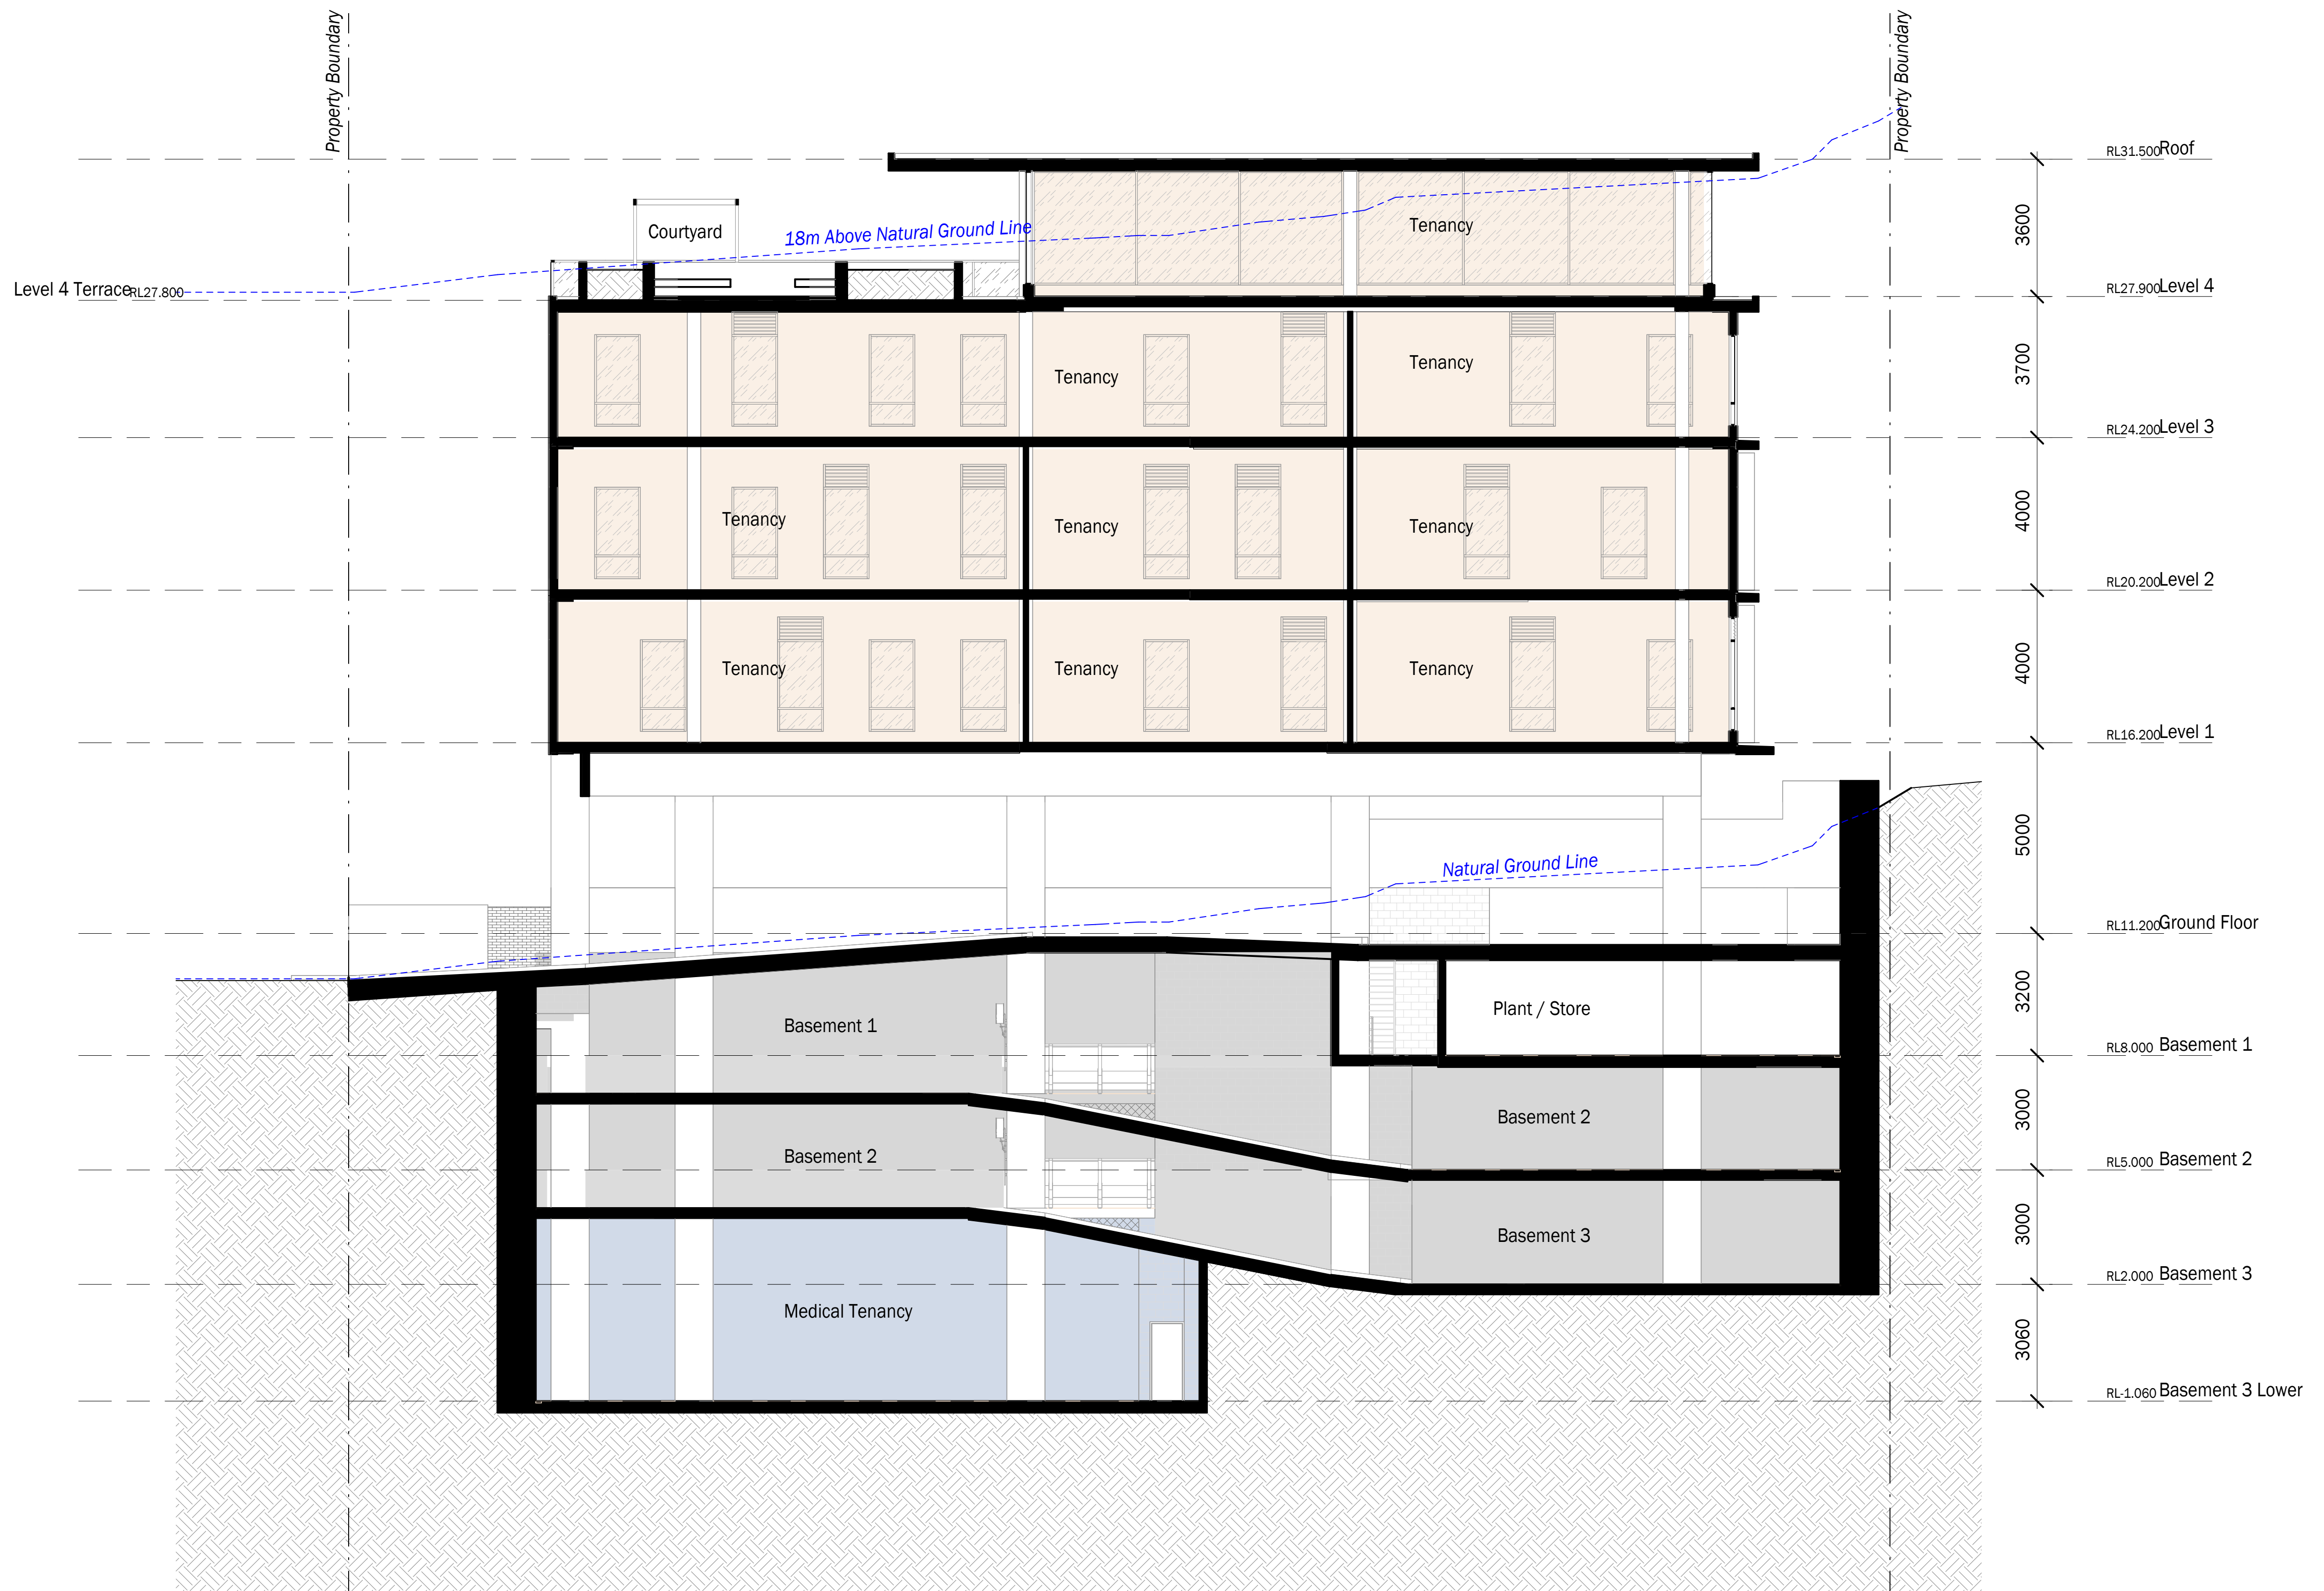 Property Boundary
Property Boundary
RL31.500 Roof
3600
Courtyard
18m Above Natural Ground Line
Tenancy
Level 4 Terrace RL27.800
RL27.900 Level 4
3700
Tenancy
Tenancy
RL24.200 Level 3
4000
Tenancy
Tenancy
Tenancy
RL20.200 Level 2
4000
Tenancy
Tenancy
Tenancy
RL16.200 Level 1
5000
Natural Ground Line
RL11.200 Ground Floor
3200
Plant / Store
Basement 1
RL8.000 Basement 1
3000
Basement 2
Basement 2
RL5.000 Basement 2
3000
Basement 3
RL2.000 Basement 3
Medical Tenancy
3060
RL-1.060 Basement 3 Lower